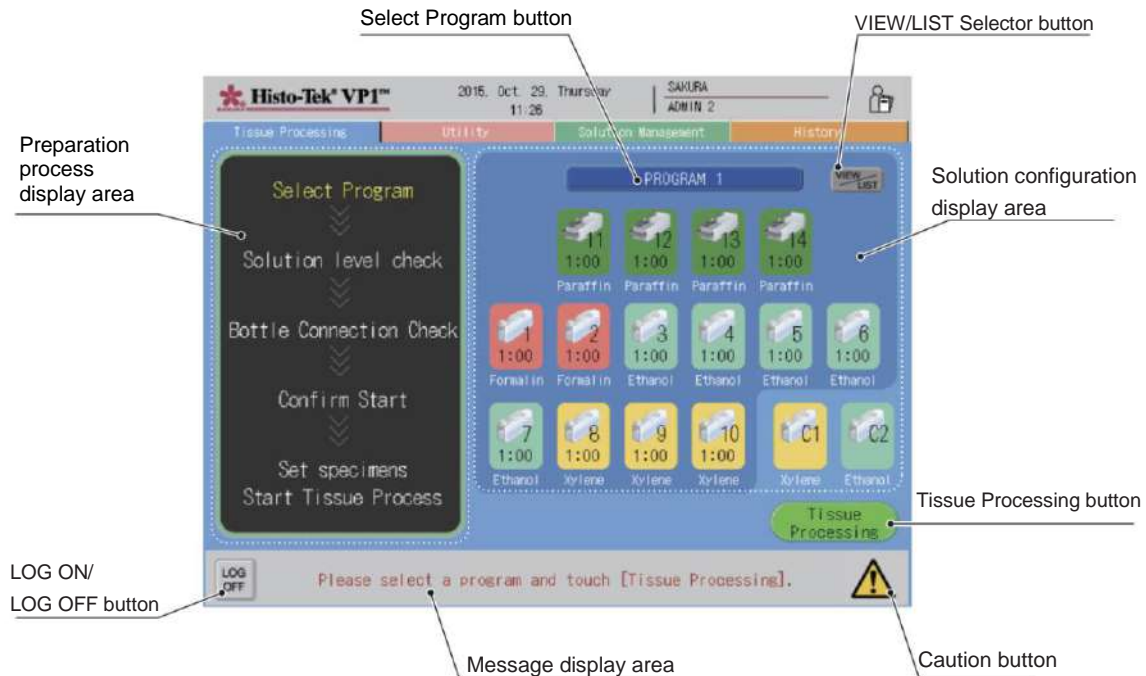 Select Program button
VIEW/LIST Selector button
Histo-Tek® VP1™
2015. Oct. 29. Thursday
11:26
SAKURA
ADMIN 2
Tissue Processing
Utility
Solution Management
History
Preparation
process
display area
Select Program
Solution level check
Bottle Connection Check
Confirm Start
Set specimens
Start Tissue Process
PROGRAM 1
VIEW
LIST
Solution configuration
display area
11 12 13 14
1:00 1:00 1:00 1:00
Paraffin Paraffin Paraffin Paraffin
1 2 3 4 5 6
1:00 1:00 1:00 1:00 1:00 1:00
Formalin Formalin Ethanol Ethanol Ethanol Ethanol
7 8 9 10 C1 C2
1:00 1:00 1:00 1:00
Ethanol Xylene Xylene Xylene Xylene Ethanol
Tissue
Processing
Tissue Processing button
LOG ON/
LOG OFF button
LOG
OFF
Please select a program and touch [Tissue Processing].
Message display area
Caution button